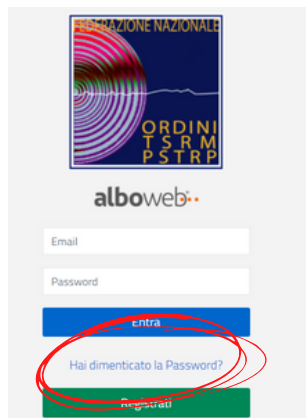 FEDERAZIONE NAZIONALE
ORDINI
TSRM
PSTRP
alboweb
Email
Password
Entra
Hai dimenticato la Password?
Registrati